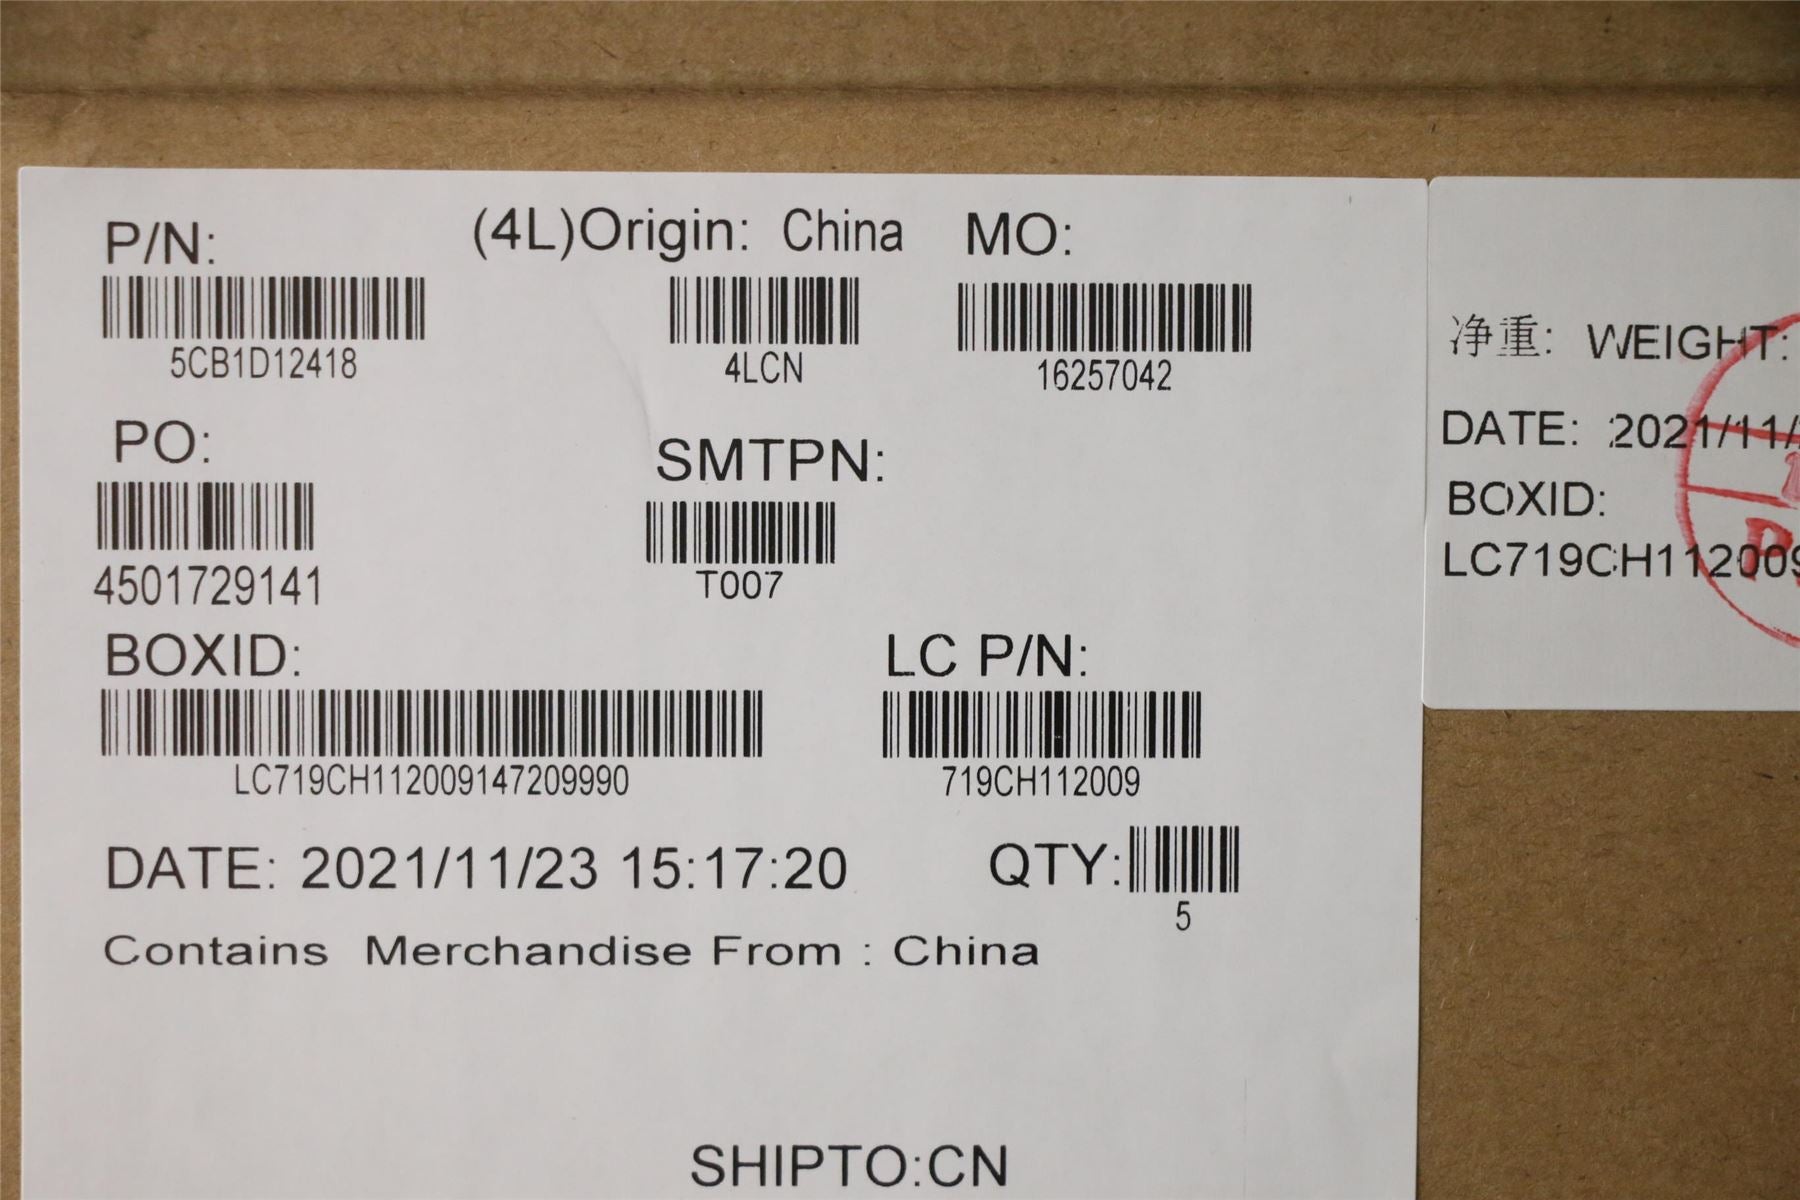 P/N:
(4L)Origin: China
MO:
5CB1D12418
4LCN
16257042
PO:
SMTPN:
4501729141
T007
BOXID:
LC P/N:
LC719CH112009147209990
719CH112009
DATE: 2021/11/23 15:17:20
QTY:
5
Contains Merchandise From : China
SHIPTO:CN
净重: WEIGHT:
DATE: 2021/11/
BOXID:
LC719CH112009